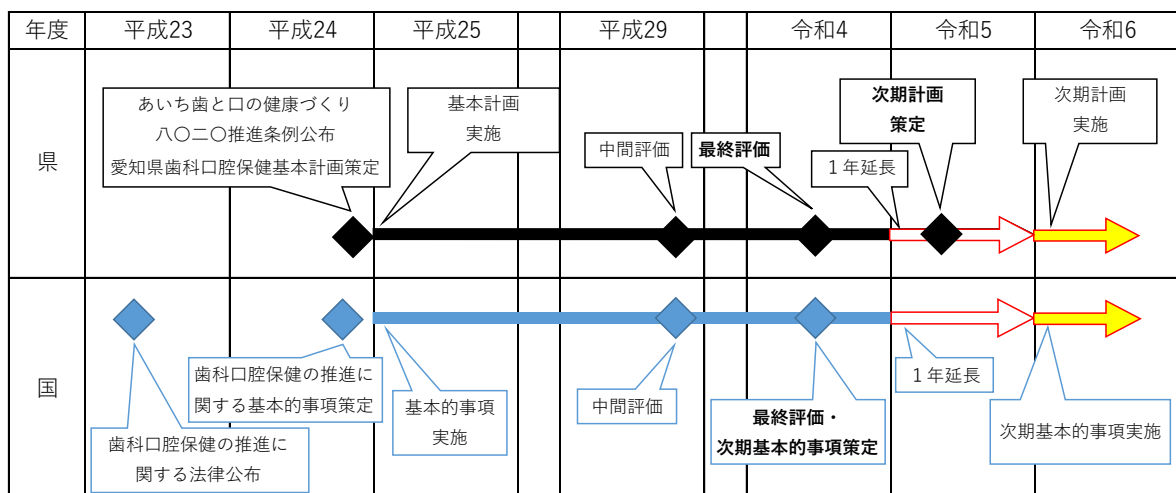 年度 平成23 平成24 平成25 平成29 令和4 令和5 令和6
県
あいち歯と口の健康づくり
八〇二〇推進条例公布
愛知県歯科口腔保健基本計画策定
基本計画
実施
中間評価
最終評価
1年延長
次期計画
策定
次期計画
実施
国
歯科口腔保健の推進に
関する法律公布
歯科口腔保健の推進に
関する基本的事項策定
基本的事項
実施
中間評価
最終評価・
次期基本的事項策定
1年延長
次期基本的事項実施